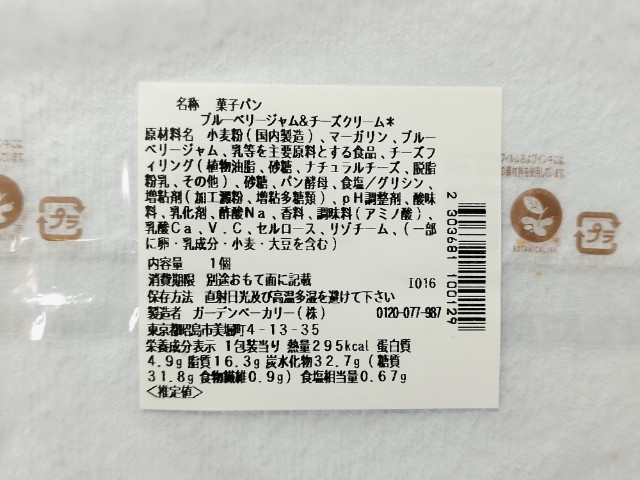 名称 菓子パン
ブルーベリージャム&チーズクリーム*
原材料名 小麦粉(国内製造)、マーガリン、ブルー
ベリージャム、乳等を主要原料とする食品、チーズフ
ィリング(植物油脂、砂糖、ナチュラルチーズ、脱脂
粉乳、その他)、砂糖、パン酵母、食塩/グリシン、
増粘剤(加工澱粉、増粘多糖類)、pH調整剤、酸味
料、乳化剤、酢酸Na、香料、調味料(アミノ酸)、
乳酸Ca、V.C、セルロース、リゾチーム、(一部
に卵・乳成分・小麦・大豆を含む)
内容量 1個
消費期限 別途おもて面に記載 I016
保存方法 直射日光及び高温多湿を避けて下さい
製造者 ガーデンベーカリー(株) 0120-077-987
東京都昭島市美堀町4-13-35
栄養成分表示 1包装当り 熱量295kcal 蛋白質
4.9g 脂質16.3g 炭水化物32.7g(糖質
31.8g 食物繊維0.9g) 食塩相当量0.67g
<推定値>
2 303681 100129
プラ
プラ
BOTANICAL INK